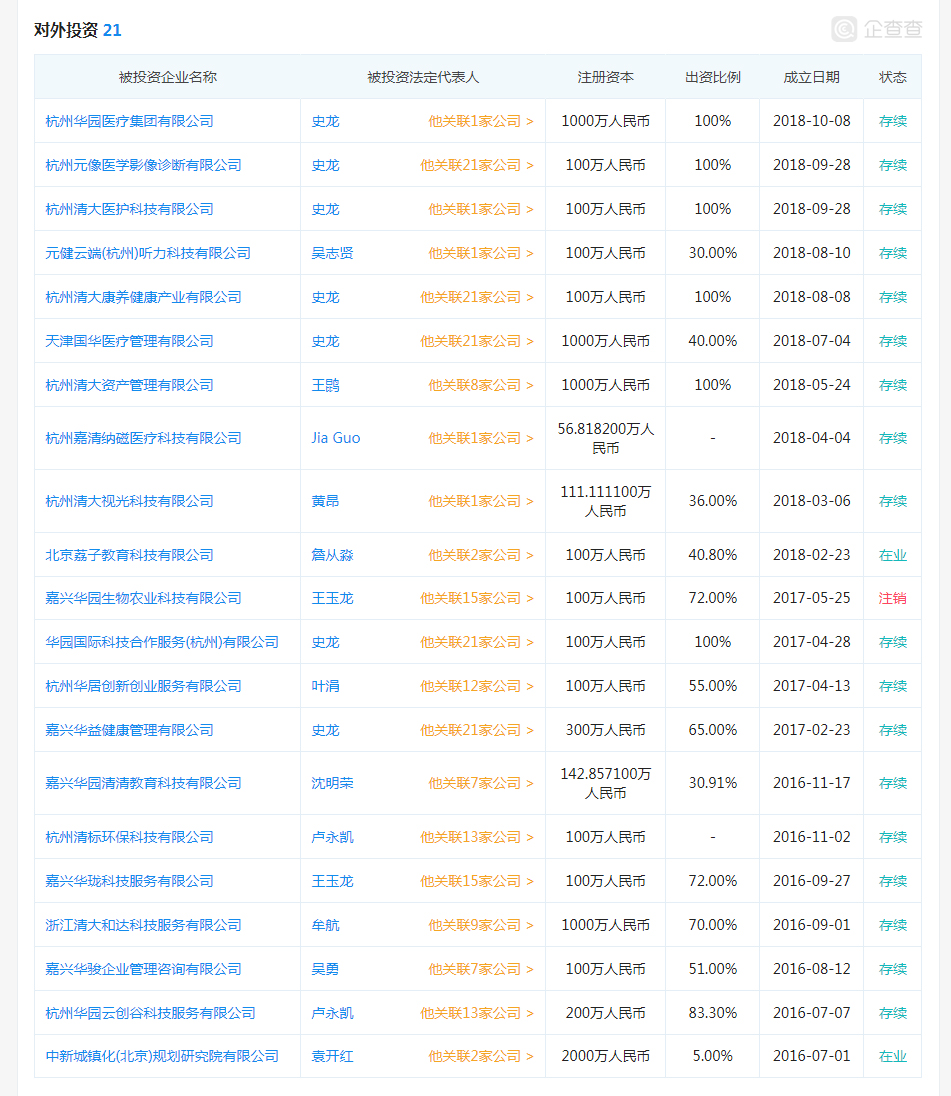 对外投资 21
企查查
被投资企业名称 被投资法定代表人 注册资本 出资比例 成立日期 状态
杭州华园医疗集团有限公司 史龙 他关联1家公司 > 1000万人民币 100% 2018-10-08 存续
杭州元像医学影像诊断有限公司 史龙 他关联21家公司 > 100万人民币 100% 2018-09-28 存续
杭州清大医护科技有限公司 史龙 他关联1家公司 > 100万人民币 100% 2018-09-28 存续
元健云端(杭州)听力科技有限公司 吴志贤 他关联1家公司 > 100万人民币 30.00% 2018-08-10 存续
杭州清大康养健康产业有限公司 史龙 他关联21家公司 > 100万人民币 100% 2018-08-08 存续
天津国华医疗管理有限公司 史龙 他关联21家公司 > 1000万人民币 40.00% 2018-07-04 存续
杭州清大资产管理有限公司 王鹍 他关联8家公司 > 1000万人民币 100% 2018-05-24 存续
杭州嘉清纳磁医疗科技有限公司 Jia Guo 他关联1家公司 > 56.818200万人
民币 - 2018-04-04 存续
杭州清大视光科技有限公司 黄昂 他关联1家公司 > 111.111100万
人民币 36.00% 2018-03-06 存续
北京荔子教育科技有限公司 詹从淼 他关联2家公司 > 100万人民币 40.80% 2018-02-23 在业
嘉兴华园生物农业科技有限公司 王玉龙 他关联15家公司 > 100万人民币 72.00% 2017-05-25 注销
华园国际科技合作服务(杭州)有限公司 史龙 他关联21家公司 > 100万人民币 100% 2017-04-28 存续
杭州华居创新创业服务有限公司 叶涓 他关联12家公司 > 100万人民币 55.00% 2017-04-13 存续
嘉兴华益健康管理有限公司 史龙 他关联21家公司 > 300万人民币 65.00% 2017-02-23 存续
嘉兴华园清清教育科技有限公司 沈明荣 他关联7家公司 > 142.857100万
人民币 30.91% 2016-11-17 存续
杭州清标环保科技有限公司 卢永凯 他关联13家公司 > 100万人民币 - 2016-11-02 存续
嘉兴华珑科技服务有限公司 王玉龙 他关联15家公司 > 100万人民币 72.00% 2016-09-27 存续
浙江清大和达科技服务有限公司 牟航 他关联9家公司 > 1000万人民币 70.00% 2016-09-01 存续
嘉兴华骏企业管理咨询有限公司 吴勇 他关联7家公司 > 100万人民币 51.00% 2016-08-12 存续
杭州华园云创谷科技服务有限公司 卢永凯 他关联13家公司 > 200万人民币 83.30% 2016-07-07 存续
中新城镇化(北京)规划研究院有限公司 袁开红 他关联2家公司 > 2000万人民币 5.00% 2016-07-01 在业